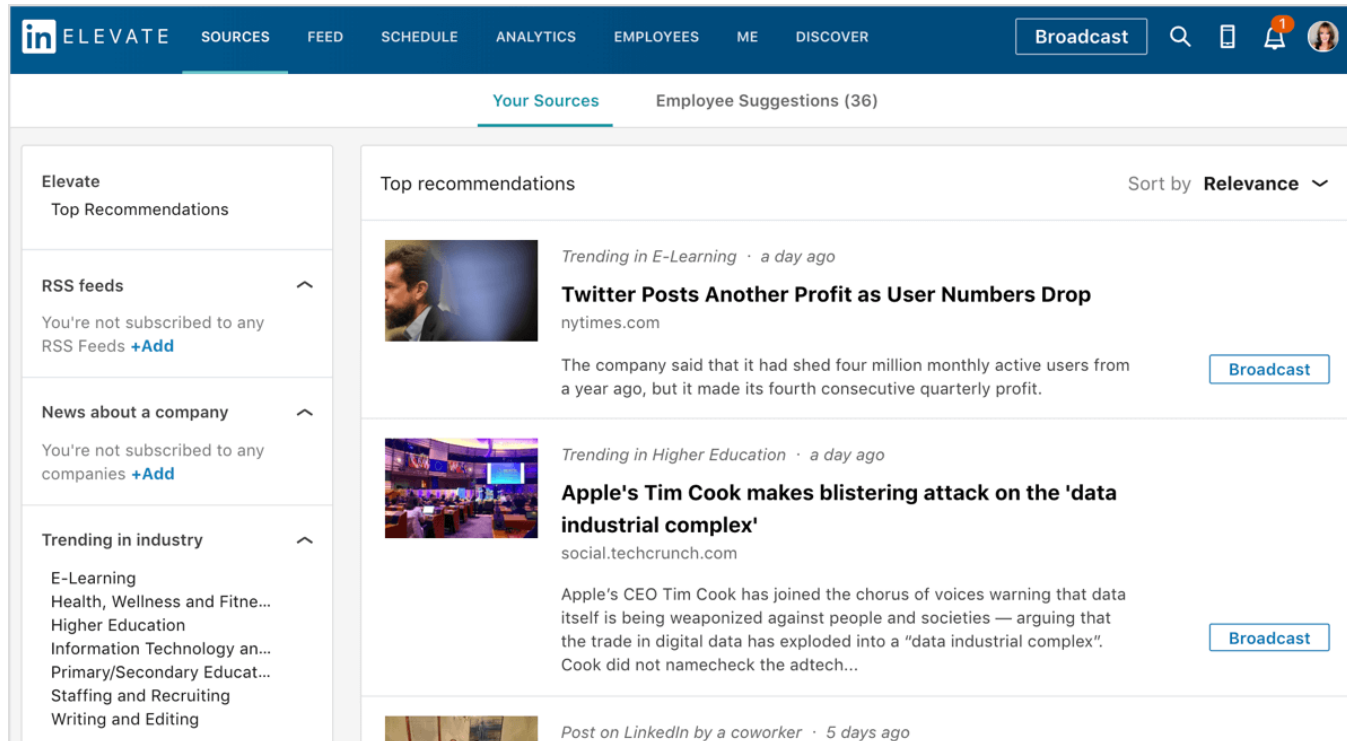 in ELEVATE SOURCES FEED SCHEDULE ANALYTICS EMPLOYEES ME DISCOVER Broadcast 1
Your Sources Employee Suggestions (36)
Elevate
Top Recommendations
RSS feeds
You're not subscribed to any
RSS Feeds +Add
News about a company
You're not subscribed to any
companies +Add
Trending in industry
E-Learning
Health, Wellness and Fitne...
Higher Education
Information Technology an...
Primary/Secondary Educat...
Staffing and Recruiting
Writing and Editing
Top recommendations Sort by Relevance
Trending in E-Learning · a day ago
Twitter Posts Another Profit as User Numbers Drop
nytimes.com
The company said that it had shed four million monthly active users from
a year ago, but it made its fourth consecutive quarterly profit.
Broadcast
Trending in Higher Education · a day ago
Apple's Tim Cook makes blistering attack on the 'data
industrial complex'
social.techcrunch.com
Apple’s CEO Tim Cook has joined the chorus of voices warning that data
itself is being weaponized against people and societies — arguing that
the trade in digital data has exploded into a “data industrial complex”.
Cook did not namecheck the adtech...
Broadcast
Post on LinkedIn by a coworker · 5 days ago